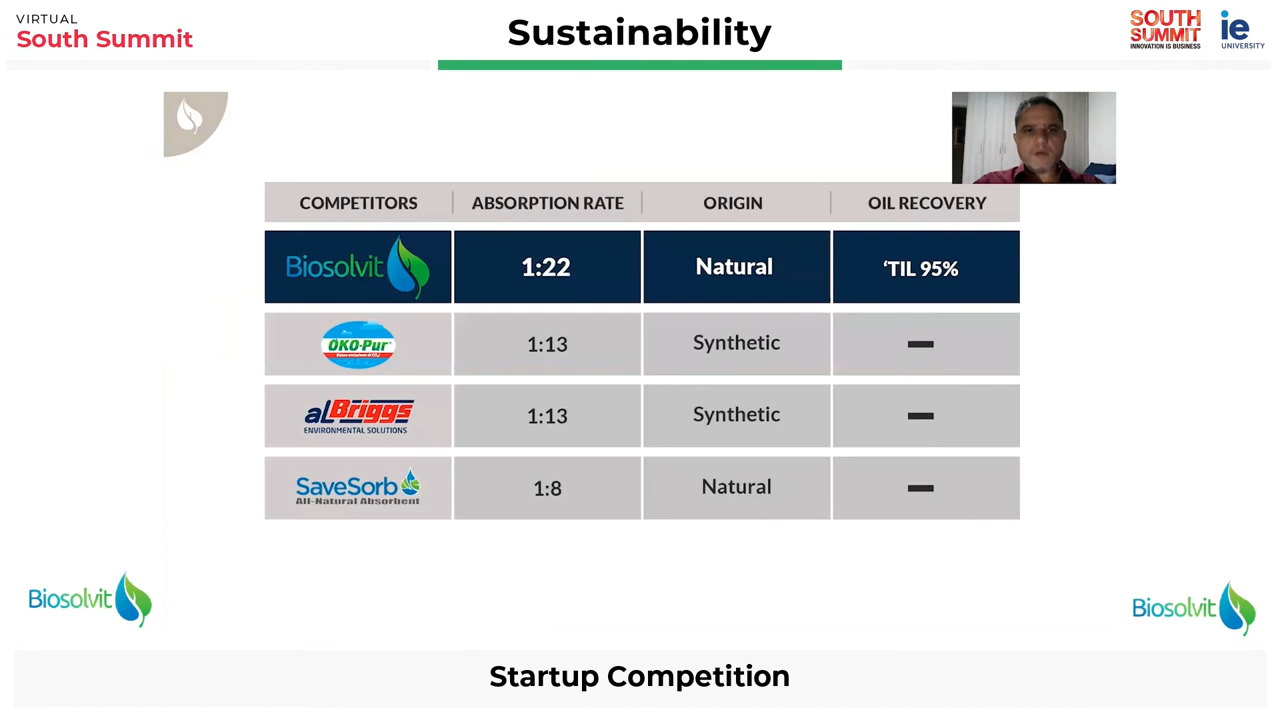 VIRTUAL
South Summit
Sustainability
SOUTH
SUMMIT
INNOVATION IS BUSINESS
ie
UNIVERSITY
COMPETITORS ABSORPTION RATE ORIGIN OIL RECOVERY
Biosolvit 1:22 Natural ‘TIL 95%
ÖKO-Pur 1:13 Synthetic —
alBriggs
ENVIRONMENTAL SOLUTIONS
1:13 Synthetic —
SaveSorb
All-Natural Absorbent
1:8 Natural —
Biosolvit
Biosolvit
Startup Competition